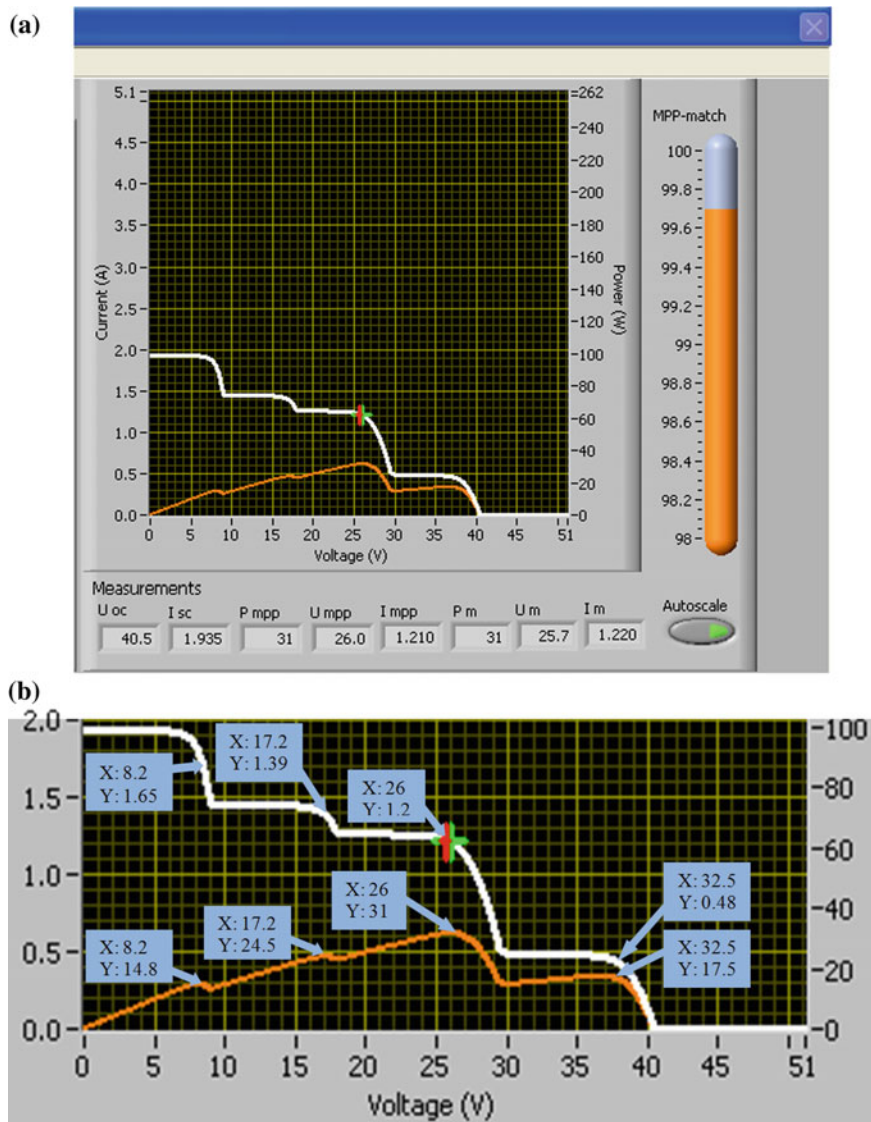 (a)
5.1
4.5
4.0
3.5
3.0
2.5
2.0
1.5
1.0
0.5
0.0
Current (A)
0 5 10 15 20 25 30 35 40 45 51
Voltage (V)
262
240
220
200
180
160
140
120
100
80
60
40
20
0
Power (W)
MPP-match
100
99.8
99.6
99.4
99.2
99
98.8
98.6
98.4
98.2
98
Measurements
U oc I sc P mpp U mpp I mpp P m U m I m
40.5 1.935 31 26.0 1.210 31 25.7 1.220
Autoscale
(b)
2.0
1.5
1.0
0.5
0.0
X: 8.2
Y: 1.65
X: 17.2
Y: 1.39
X: 26
Y: 1.2
X: 32.5
Y: 0.48
X: 8.2
Y: 14.8
X: 17.2
Y: 24.5
X: 26
Y: 31
X: 32.5
Y: 17.5
100
80
60
40
20
0
0 5 10 15 20 25 30 35 40 45 51
Voltage (V)